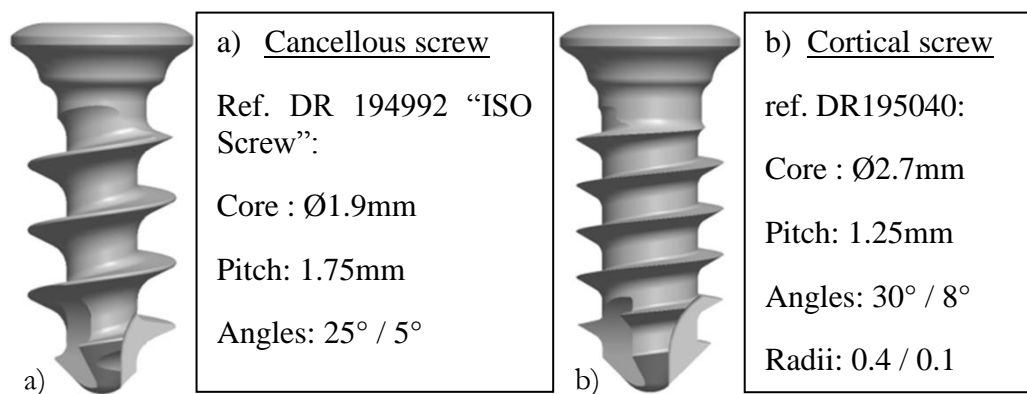 a) Cancellous screw
Ref. DR 194992 “ISO
Screw”:
Core : Ø1.9mm
Pitch: 1.75mm
Angles: 25° / 5°
a)
b) Cortical screw
ref. DR195040:
Core : Ø2.7mm
Pitch: 1.25mm
Angles: 30° / 8°
Radii: 0.4 / 0.1
b)